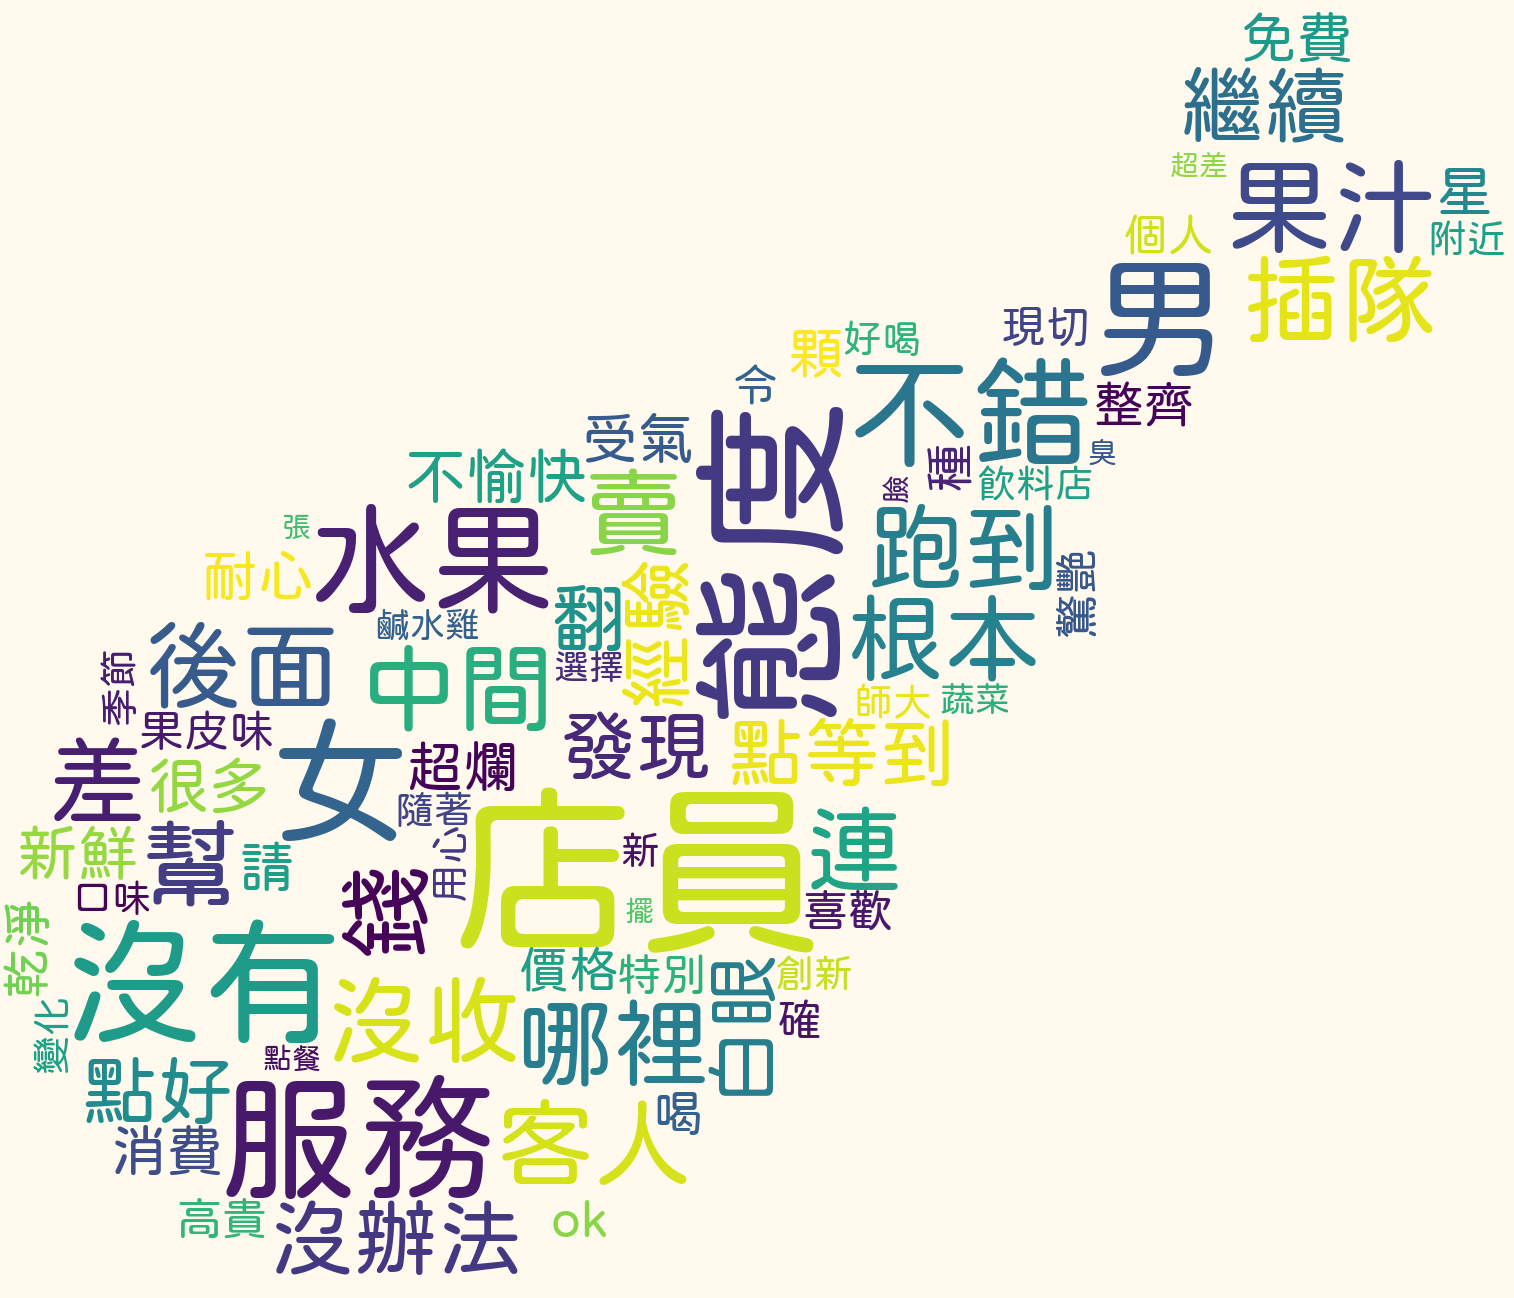 免費
繼續
超差
果汁
星
附近
個人
男
插隊
現切
好喝
顆
令
不錯
整齊
臭
受氣
態度
種
臉
飲料店
不愉快
賣
跑到
張
水果
耐心
翻
經驗
驚艷
根本
鹹水雞
後面
中間
選擇
師大
蔬菜
季節
果皮味
女
超爛
發現
點等到
差
很多
隨著
店員
連
新鮮
幫
請
用心
新
口味
錢
擺
喜歡
乾淨
沒有
價格
特別
白眼
創新
變化
沒收
哪裡
確
點餐
點好
服務
喝
消費
客人
高貴
沒辦法
ok